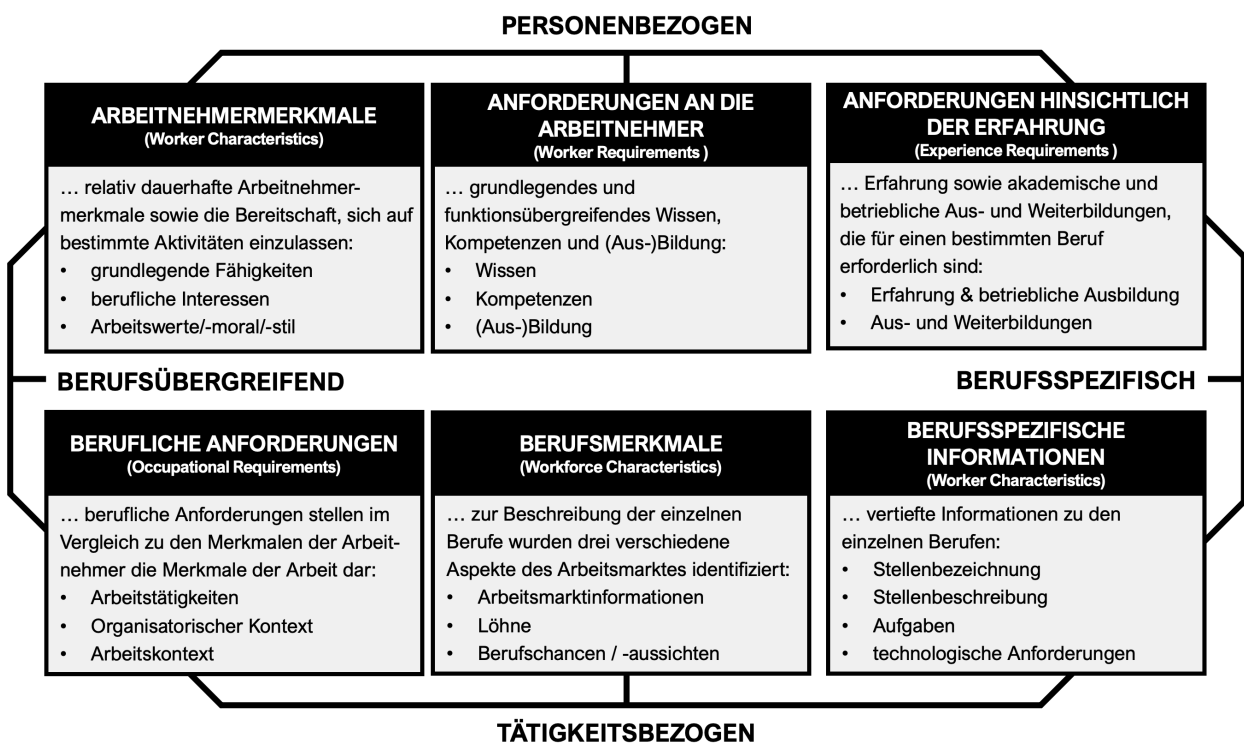 PERSONENBEZOGEN
ARBEITNEHMERMERKMALE
(Worker Characteristics)
… relativ dauerhafte Arbeitnehmer-
merkmale sowie die Bereitschaft, sich auf
bestimmte Aktivitäten einzulassen:
• grundlegende Fähigkeiten
• berufliche Interessen
• Arbeitswerte/-moral/-stil
ANFORDERUNGEN AN DIE
ARBEITNEHMER
(Worker Requirements )
… grundlegendes und
funktionsübergreifendes Wissen,
Kompetenzen und (Aus-)Bildung:
• Wissen
• Kompetenzen
• (Aus-)Bildung
ANFORDERUNGEN HINSICHTLICH
DER ERFAHRUNG
(Experience Requirements )
… Erfahrung sowie akademische und
betriebliche Aus- und Weiterbildungen,
die für einen bestimmten Beruf
erforderlich sind:
• Erfahrung & betriebliche Ausbildung
• Aus- und Weiterbildungen
BERUFSÜBERGREIFEND
BERUFSSPEZIFISCH
BERUFLICHE ANFORDERUNGEN
(Occupational Requirements)
… berufliche Anforderungen stellen im
Vergleich zu den Merkmalen der Arbeit-
nehmer die Merkmale der Arbeit dar:
• Arbeitstätigkeiten
• Organisatorischer Kontext
• Arbeitskontext
BERUFSMERKMALE
(Workforce Characteristics)
… zur Beschreibung der einzelnen
Berufe wurden drei verschiedene
Aspekte des Arbeitsmarktes identifiziert:
• Arbeitsmarktinformationen
• Löhne
• Berufschancen / -aussichten
BERUFSSPEZIFISCHE
INFORMATIONEN
(Worker Characteristics)
… vertiefte Informationen zu den
einzelnen Berufen:
• Stellenbezeichnung
• Stellenbeschreibung
• Aufgaben
• technologische Anforderungen
TÄTIGKEITSBEZOGEN